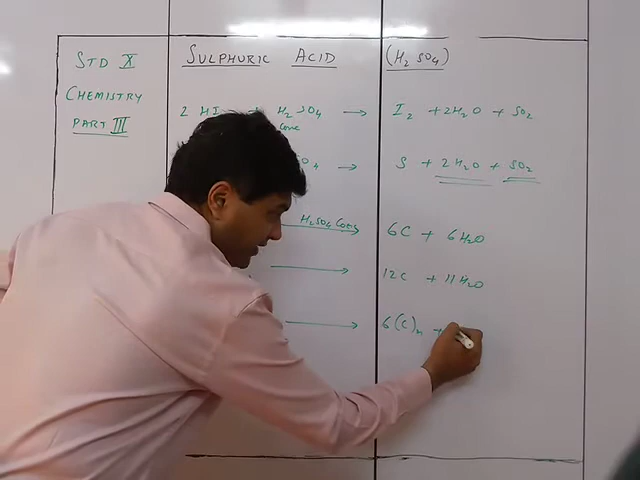 STD X
CHEMISTRY
PART III
SULPHURIC ACID (H2 SO4)
2 HI + H2SO4 → I2 + 2H2O + SO2
Conc
O4 → S + 2H2O + SO2
H2SO4 Conc → 6C + 6H2O
→ 12C + 11H2O
→ 6(C)n +